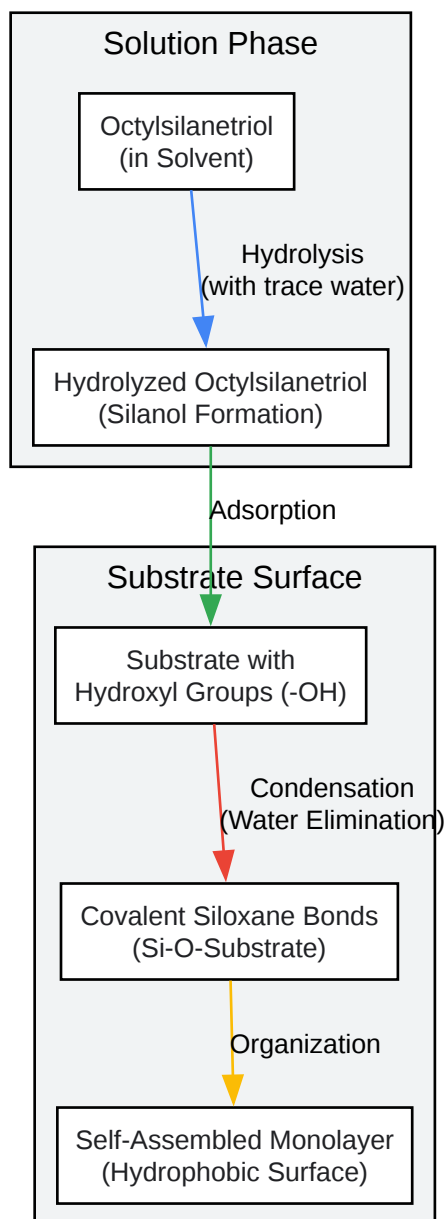 Solution Phase
Octylsilanetriol
(in Solvent)
Hydrolysis
(with trace water)
Hydrolyzed Octylsilanetriol
(Silanol Formation)
Adsorption
Substrate Surface
Substrate with
Hydroxyl Groups (-OH)
Condensation
(Water Elimination)
Covalent Siloxane Bonds
(Si-O-Substrate)
Organization
Self-Assembled Monolayer
(Hydrophobic Surface)